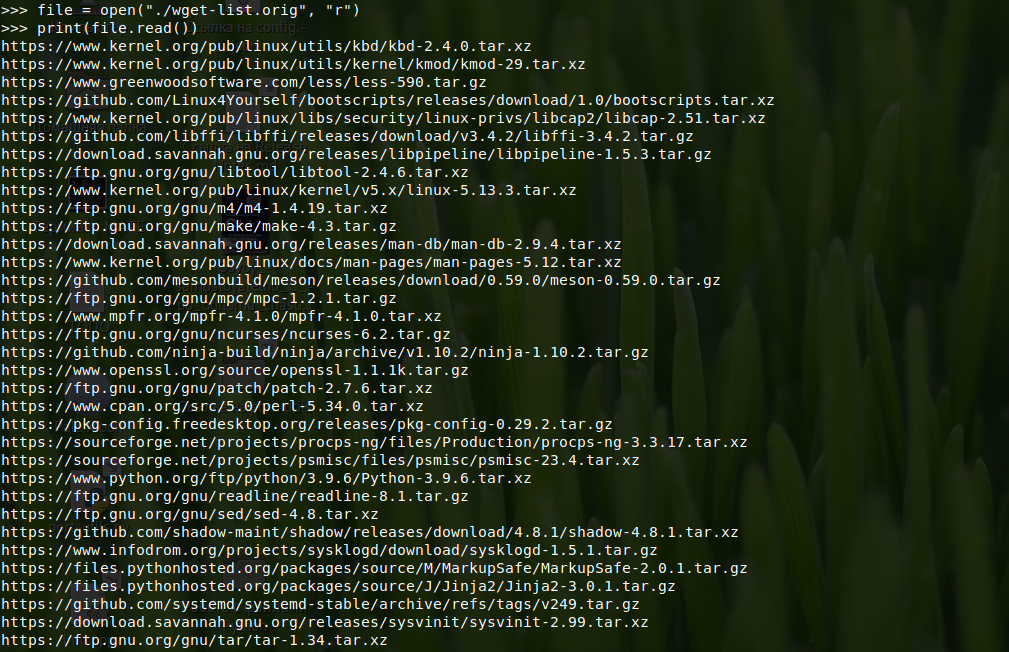 >>> file = open("./wget-list.orig", "r")
>>> print(file.read())
https://www.kernel.org/pub/linux/utils/kbd/kbd-2.4.0.tar.xz
https://www.kernel.org/pub/linux/utils/kernel/kmod/kmod-29.tar.xz
https://www.greenwoodsoftware.com/less/less-590.tar.gz
https://github.com/Linux4Yourself/bootscripts/releases/download/1.0/bootscripts.tar.xz
https://www.kernel.org/pub/linux/libs/security/linux-privs/libcap2/libcap-2.51.tar.xz
https://github.com/libffi/libffi/releases/download/v3.4.2/libffi-3.4.2.tar.gz
https://download.savannah.gnu.org/releases/libpipeline/libpipeline-1.5.3.tar.gz
https://ftp.gnu.org/gnu/libtool/libtool-2.4.6.tar.xz
https://www.kernel.org/pub/linux/kernel/v5.x/linux-5.13.3.tar.xz
https://ftp.gnu.org/gnu/m4/m4-1.4.19.tar.xz
https://ftp.gnu.org/gnu/make/make-4.3.tar.gz
https://download.savannah.gnu.org/releases/man-db/man-db-2.9.4.tar.xz
https://www.kernel.org/pub/linux/docs/man-pages/man-pages-5.12.tar.xz
https://github.com/mesonbuild/meson/releases/download/0.59.0/meson-0.59.0.tar.gz
https://ftp.gnu.org/gnu/mpc/mpc-1.2.1.tar.gz
https://www.mpfr.org/mpfr-4.1.0/mpfr-4.1.0.tar.xz
https://ftp.gnu.org/gnu/ncurses/ncurses-6.2.tar.gz
https://github.com/ninja-build/ninja/archive/v1.10.2/ninja-1.10.2.tar.gz
https://www.openssl.org/source/openssl-1.1.1k.tar.gz
https://ftp.gnu.org/gnu/patch/patch-2.7.6.tar.xz
https://www.cpan.org/src/5.0/perl-5.34.0.tar.xz
https://pkg-config.freedesktop.org/releases/pkg-config-0.29.2.tar.gz
https://sourceforge.net/projects/procps-ng/files/Production/procps-ng-3.3.17.tar.xz
https://sourceforge.net/projects/psmisc/files/psmisc/psmisc-23.4.tar.xz
https://www.python.org/ftp/python/3.9.6/Python-3.9.6.tar.xz
https://ftp.gnu.org/gnu/readline/readline-8.1.tar.gz
https://ftp.gnu.org/gnu/sed/sed-4.8.tar.xz
https://github.com/shadow-maint/shadow/releases/download/4.8.1/shadow-4.8.1.tar.xz
https://www.infodrom.org/projects/sysklogd/download/sysklogd-1.5.1.tar.gz
https://files.pythonhosted.org/packages/source/M/MarkupSafe/MarkupSafe-2.0.1.tar.gz
https://files.pythonhosted.org/packages/source/J/Jinja2/Jinja2-3.0.1.tar.gz
https://github.com/systemd/systemd-stable/archive/refs/tags/v249.tar.gz
https://download.savannah.gnu.org/releases/sysvinit/sysvinit-2.99.tar.xz
https://ftp.gnu.org/gnu/tar/tar-1.34.tar.xz